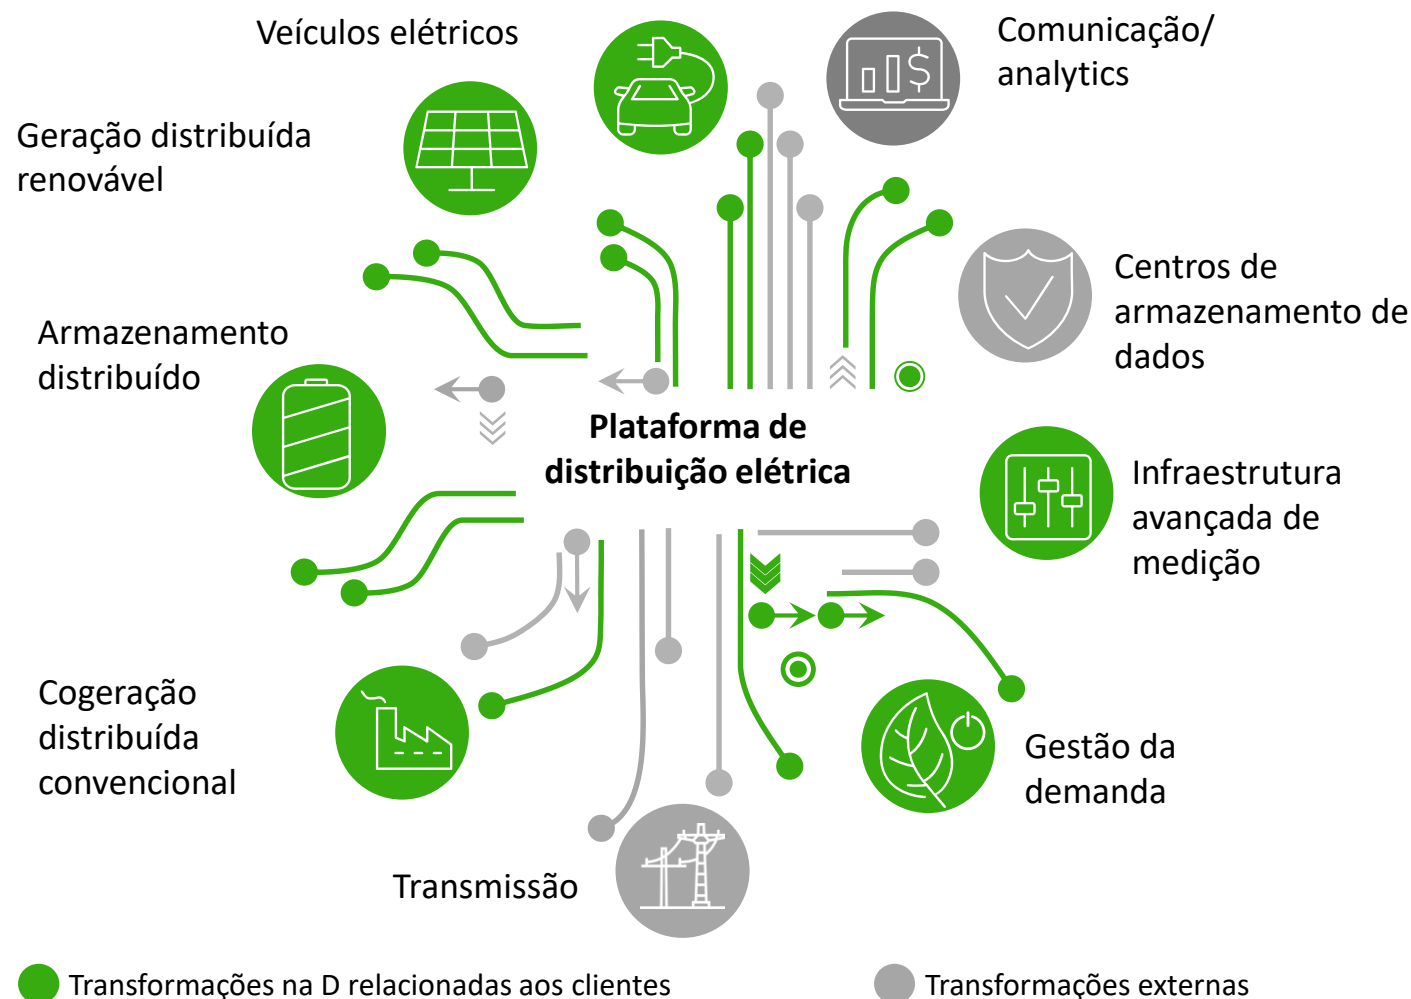 Veículos elétricos
Comunicação/
analytics
Geração distribuída
renovável
Centros de
armazenamento de
dados
Armazenamento
distribuído
$
Plataforma de
distribuição elétrica
Infraestrutura
avançada de
medição
Cogeração
distribuída
convencional
Gestão da
demanda
Transmissão
Transformações na D relacionadas aos clientes
Transformações externas